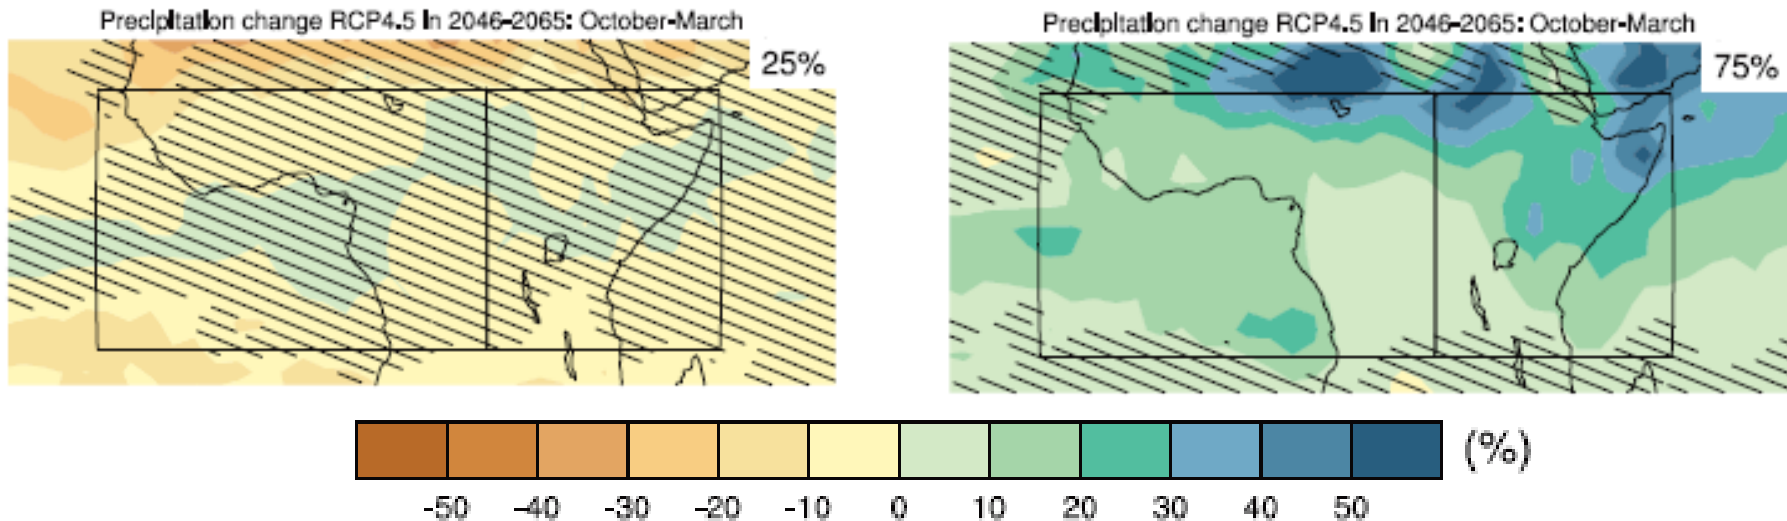 Precipitation change RCP4.5 in 2046-2065: October-March
25%
Precipitation change RCP4.5 in 2046-2065: October-March
75%
-50 -40 -30 -20 -10 0 10 20 30 40 50 (%)